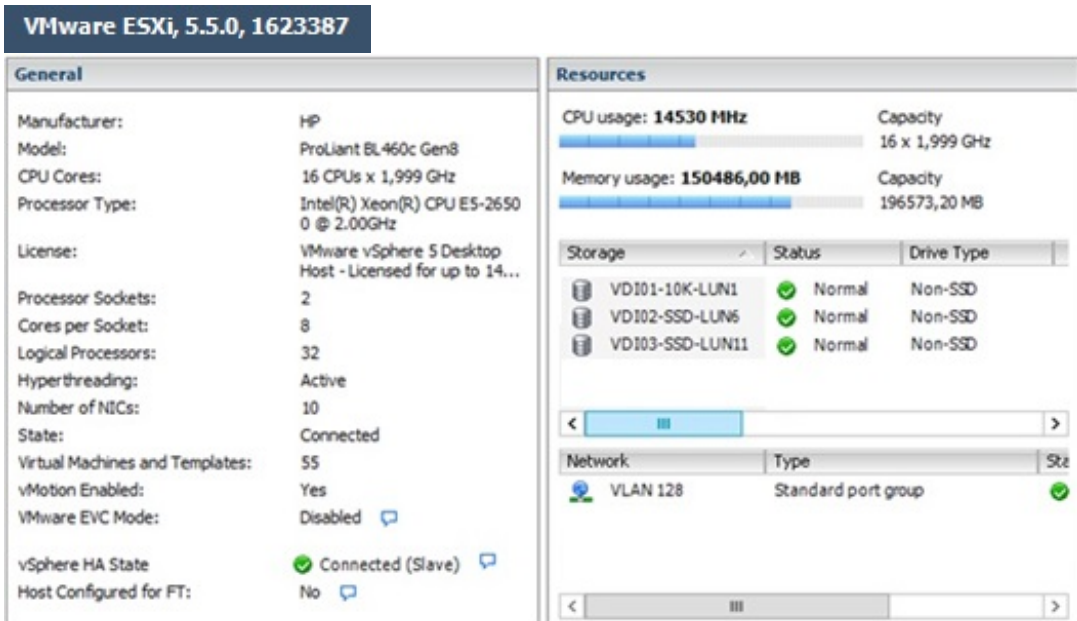 VMware ESXi, 5.5.0, 1623387
General
Manufacturer: HP
Model: ProLiant BL460c Gen8
CPU Cores: 16 CPUs x 1,999 GHz
Processor Type: Intel(R) Xeon(R) CPU E5-2650
0 @ 2.00GHz
License: VMware vSphere 5 Desktop
Host - Licensed for up to 14...
Processor Sockets: 2
Cores per Socket: 8
Logical Processors: 32
Hyperthreading: Active
Number of NICs: 10
State: Connected
Virtual Machines and Templates: 55
vMotion Enabled: Yes
VMware EVC Mode: Disabled
vSphere HA State Connected (Slave)
Host Configured for FT: No
Resources
CPU usage: 14530 MHz Capacity
16 x 1,999 GHz
Memory usage: 150486,00 MB Capacity
196573,20 MB
Storage Status Drive Type
VDI01-10K-LUN1 Normal Non-SSD
VDI02-SSD-LUN6 Normal Non-SSD
VDI03-SSD-LUN11 Normal Non-SSD
Network Type Sta
VLAN 128 Standard port group